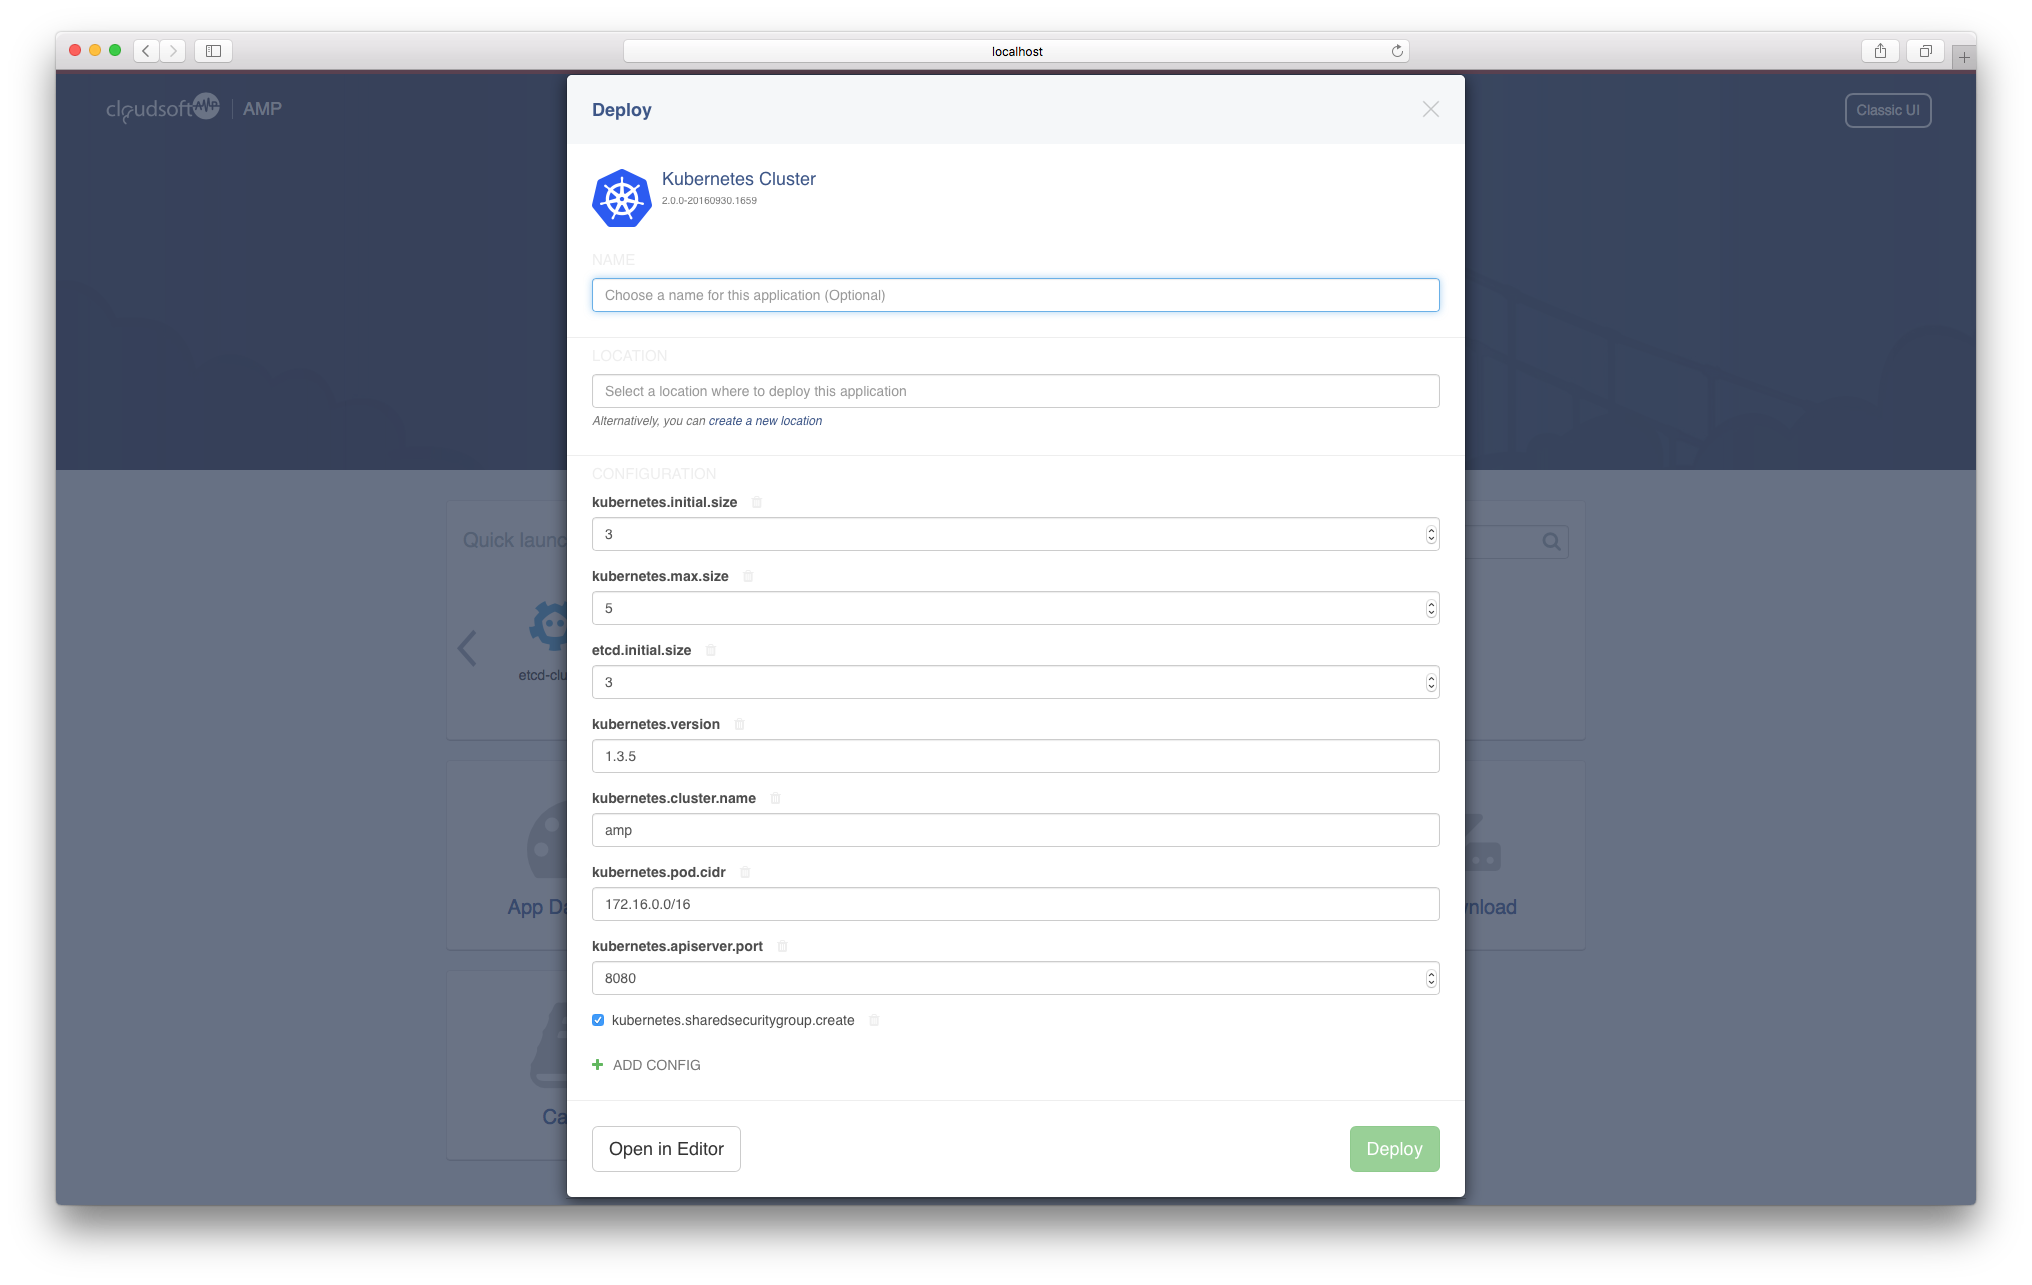 localhost
cloudsoft AMP | AMP
Classic UI
Deploy
Kubernetes Cluster
2.0.0-20160930.1659
NAME
Choose a name for this application (Optional)
LOCATION
Select a location where to deploy this application
Alternatively, you can create a new location
CONFIGURATION
kubernetes.initial.size
3
kubernetes.max.size
5
etcd.initial.size
3
kubernetes.version
1.3.5
kubernetes.cluster.name
amp
kubernetes.pod.cidr
172.16.0.0/16
kubernetes.apiserver.port
8080
kubernetes.sharedsecuritygroup.create
+ ADD CONFIG
Open in Editor
Deploy
Quick launc
etcd-clu
App Da
nload
Ca